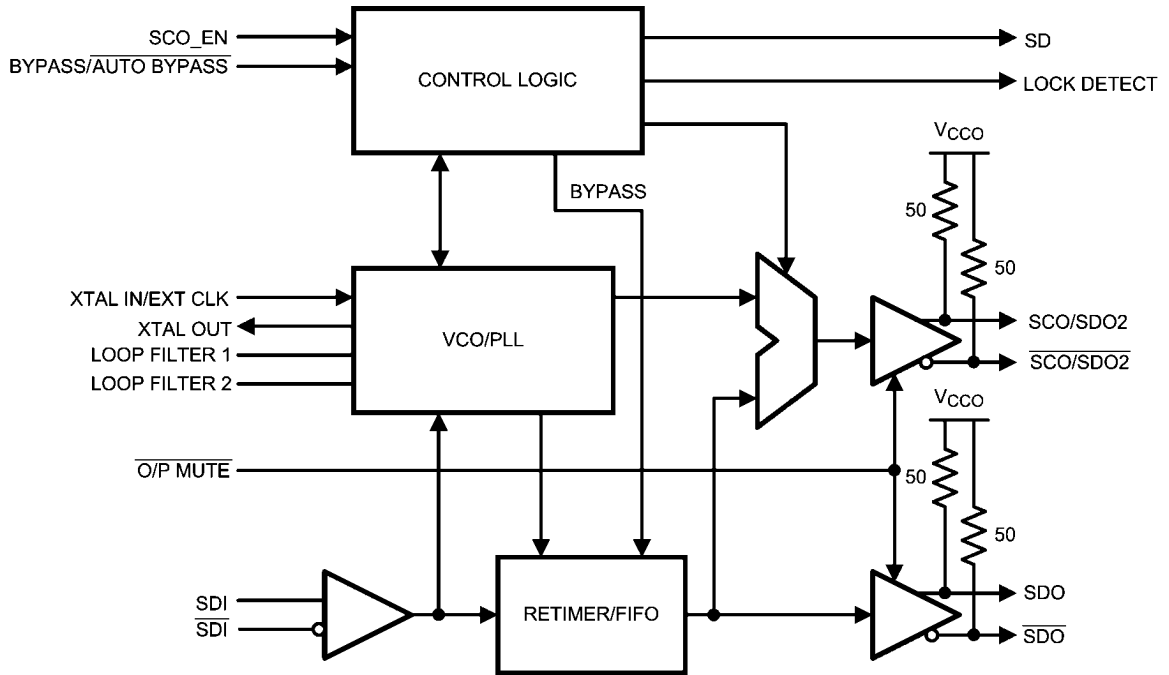 SCO_EN
BYPASS/AUTO BYPASS
CONTROL LOGIC
SD
LOCK DETECT
BYPASS
VCCO
50
50
XTAL IN/EXT CLK
XTAL OUT
LOOP FILTER 1
LOOP FILTER 2
VCO/PLL
SCO/SDO2
SCO/SDO2
VCCO
O/P MUTE
50
50
SDI
SDI
RETIMER/FIFO
SDO
SDO